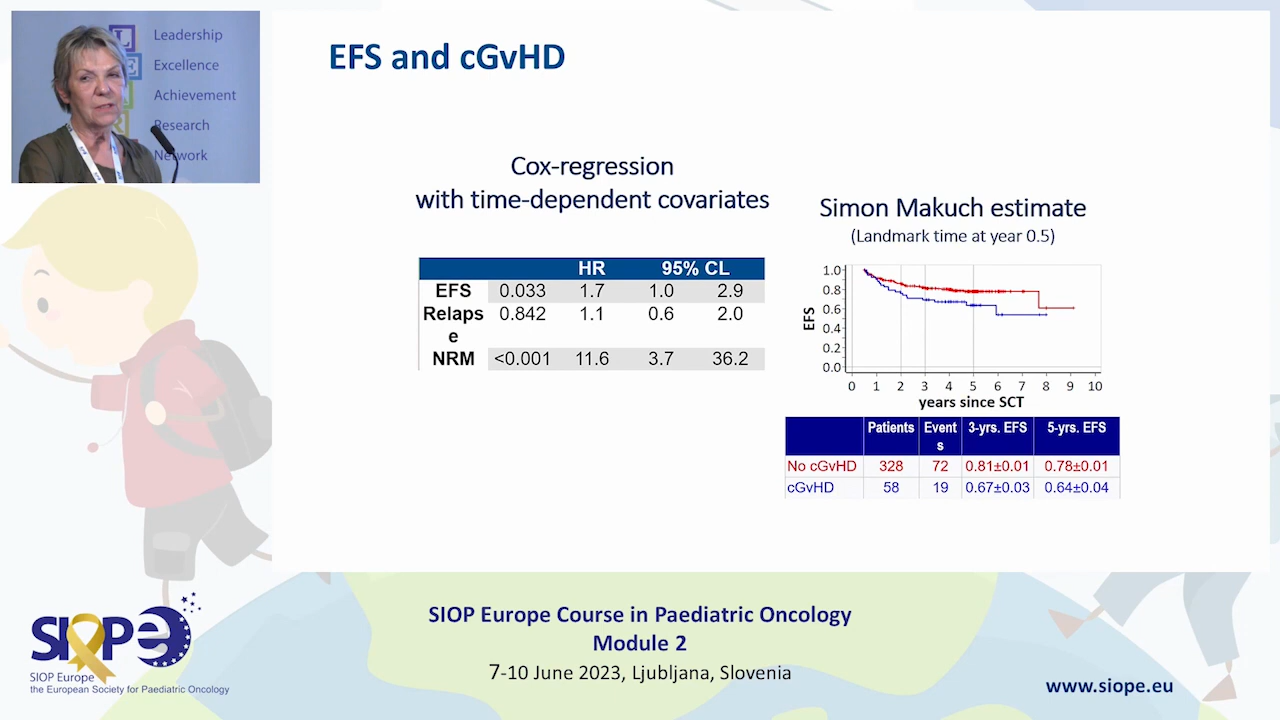 Leadership
Excellence
Achievement
Research
Network
EFS and cGvHD
Cox-regression
with time-dependent covariates
HR 95% CL
EFS 0.033 1.7 1.0 2.9
Relaps 0.842 1.1 0.6 2.0
e
NRM <0.001 11.6 3.7 36.2
Simon Makuch estimate
(Landmark time at year 0.5)
EFS
1.0
0.8
0.6
0.4
0.2
0.0
0 1 2 3 4 5 6 7 8 9 10
years since SCT
Patients Event 3-yrs. EFS 5-yrs. EFS
s
No cGvHD 328 72 0.81±0.01 0.78±0.01
cGvHD 58 19 0.67±0.03 0.64±0.04
SIOP Europe Course in Paediatric Oncology
Module 2
7-10 June 2023, Ljubljana, Slovenia
SIOPe
SIOP Europe
the European Society for Paediatric Oncology
www.siope.eu